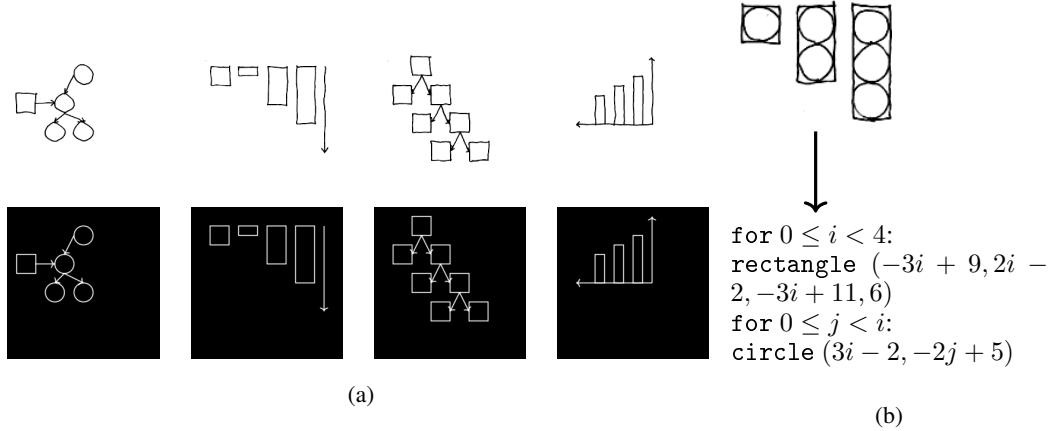 for 0 ≤ i < 4:
rectangle (−3i + 9, 2i −
2, −3i + 11, 6)
for 0 ≤ j < i:
circle (3i − 2, −2j + 5)
(a)
(b)